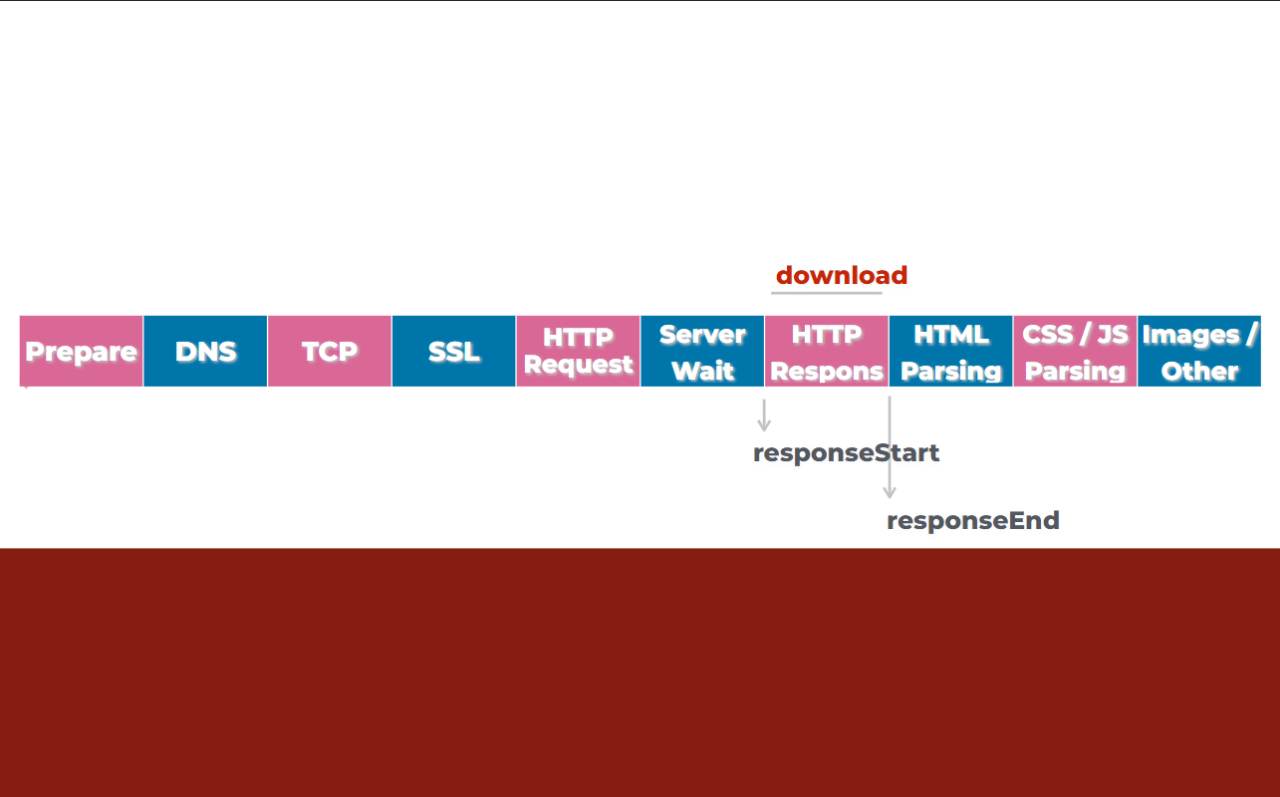 download
Prepare
DNS
TCP
SSL
HTTP
Request
Server
Wait
HTTP
Respons
HTML
Parsing
CSS / JS
Parsing
Images /
Other
responseStart
responseEnd